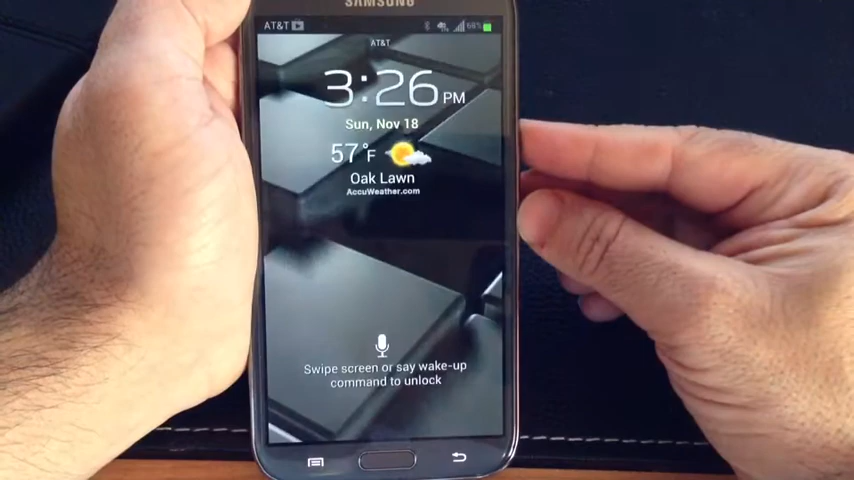 SAMSUNG
AT&T 69%
AT&T
3:26 PM
Sun, Nov 18
57°F
Oak Lawn
AccuWeather.com
Swipe screen or say wake-up
command to unlock